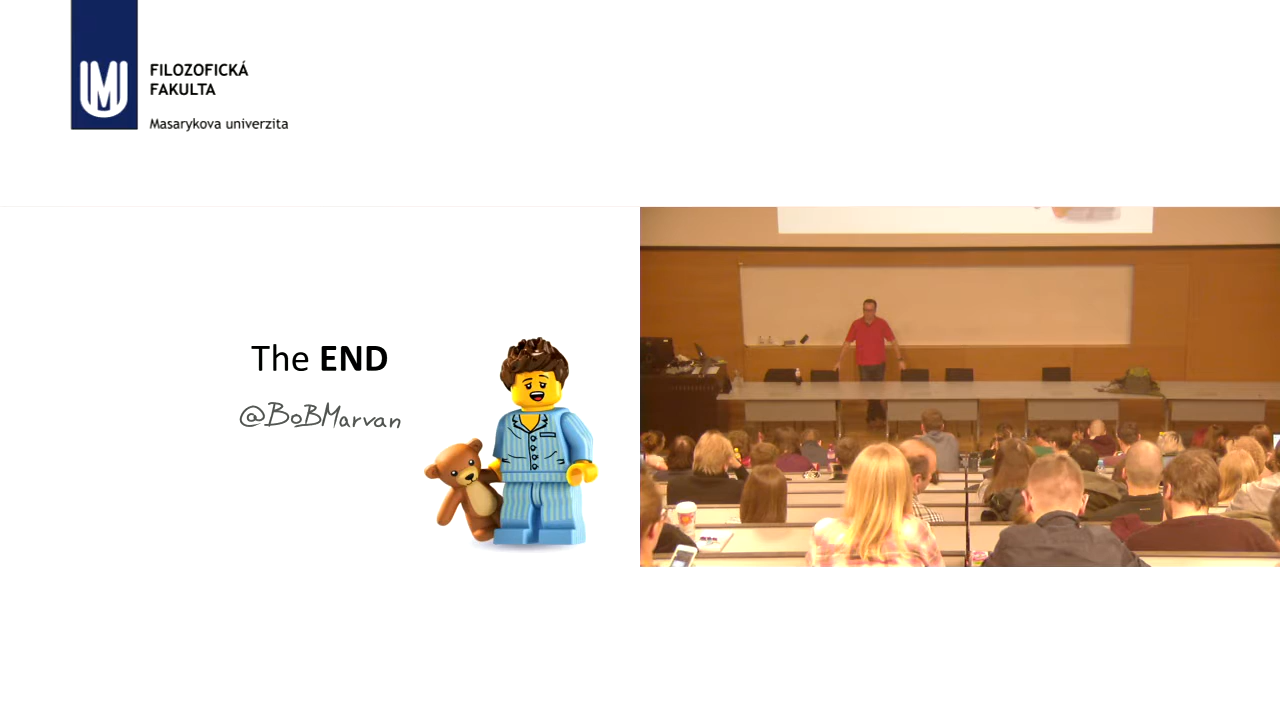 FILOZOFICKÁ
FAKULTA
Masarykova univerzita
The END
@BoBMarvan